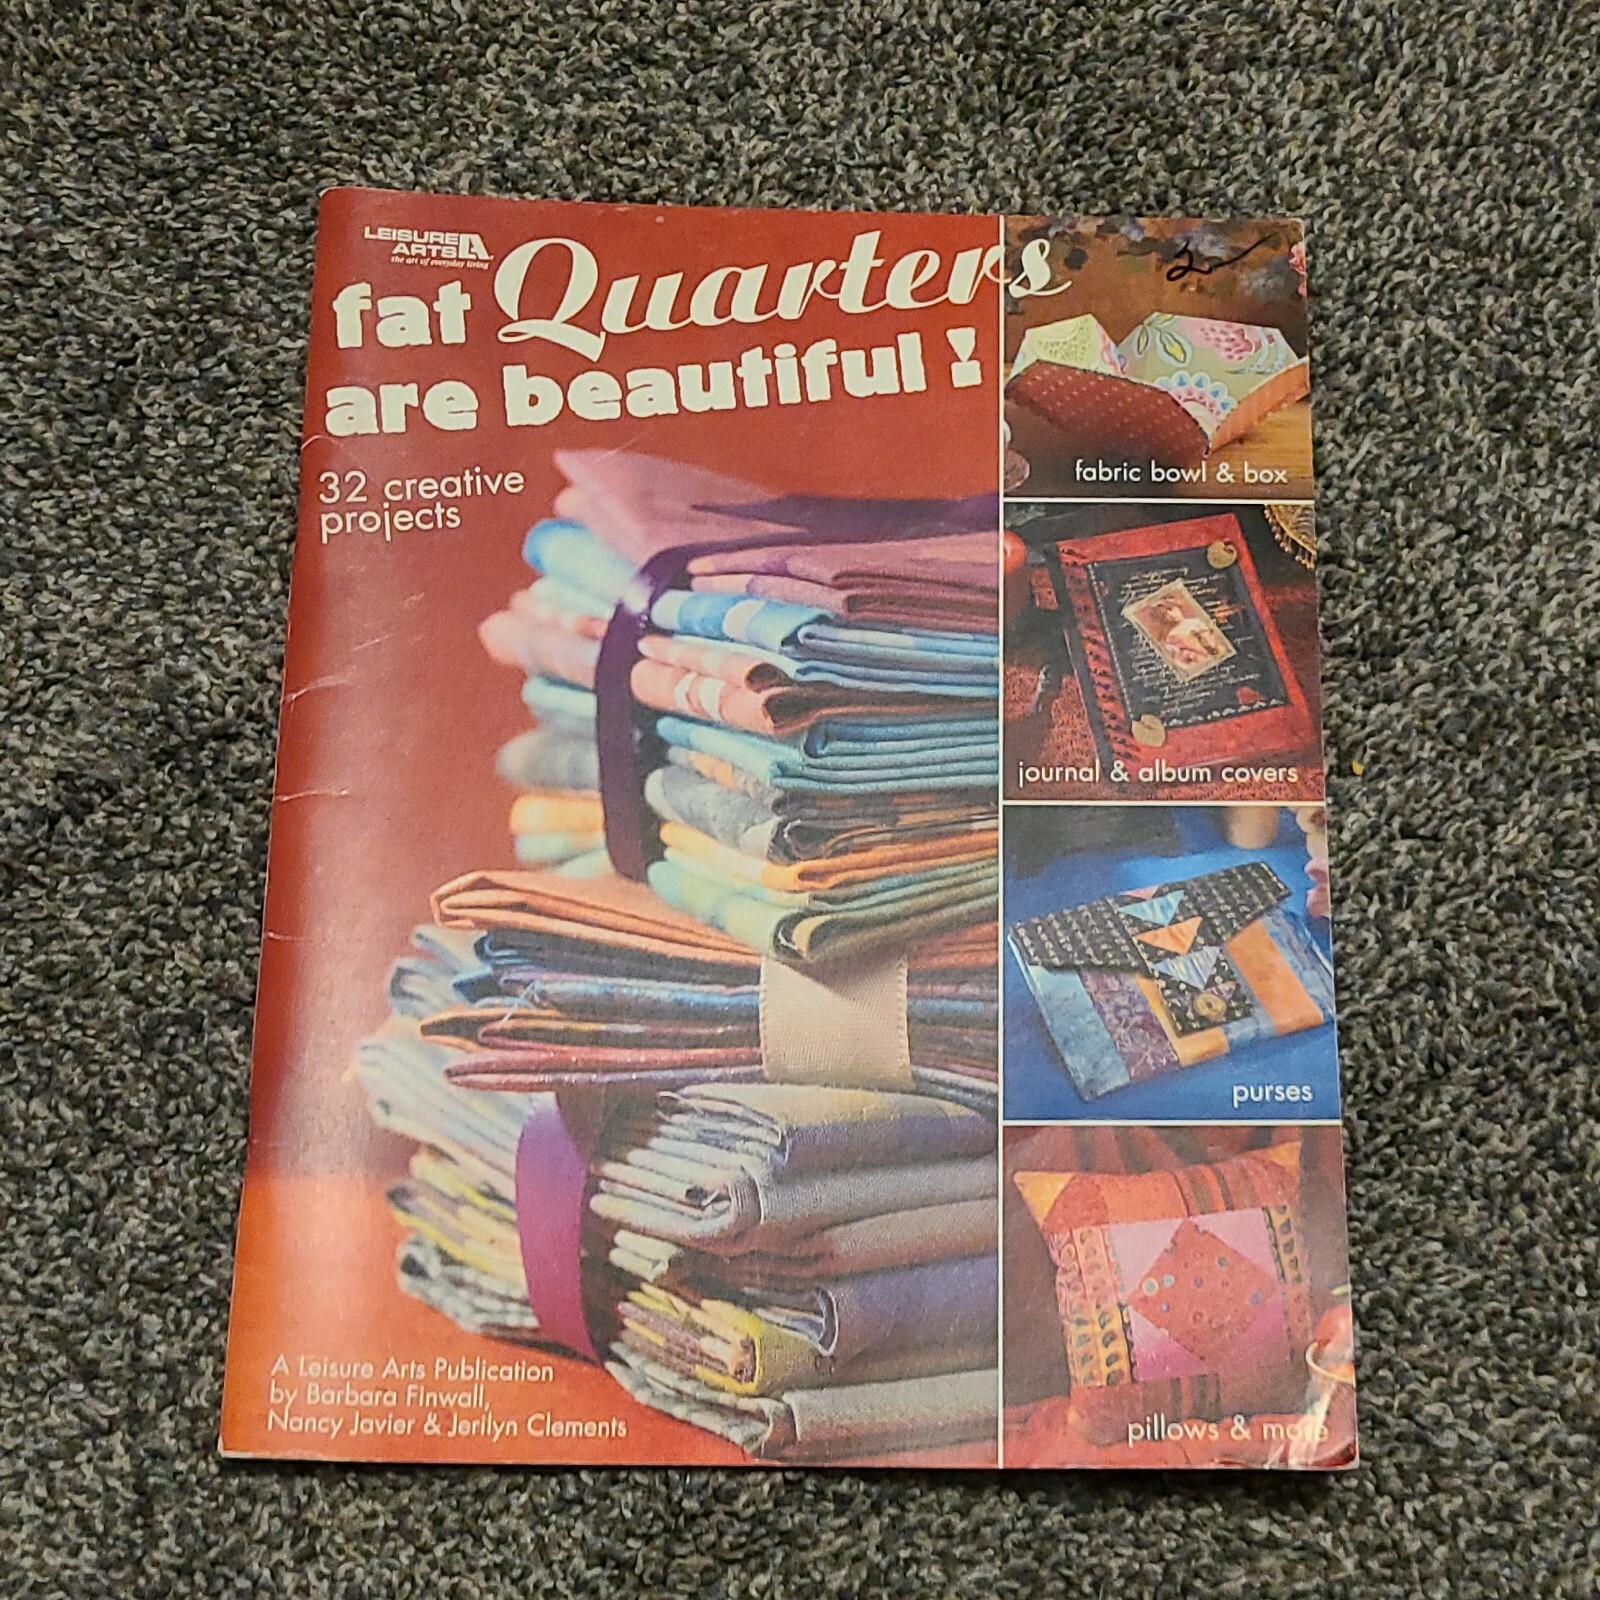 LEISURE
ARTS
the art of everyday living
fat Quarters
are beautiful!
32 creative
projects
2
fabric bowl & box
journal & album covers
purses
pillows & more
A Leisure Arts Publication
by Barbara Finwall,
Nancy Javier & Jerilyn Clements